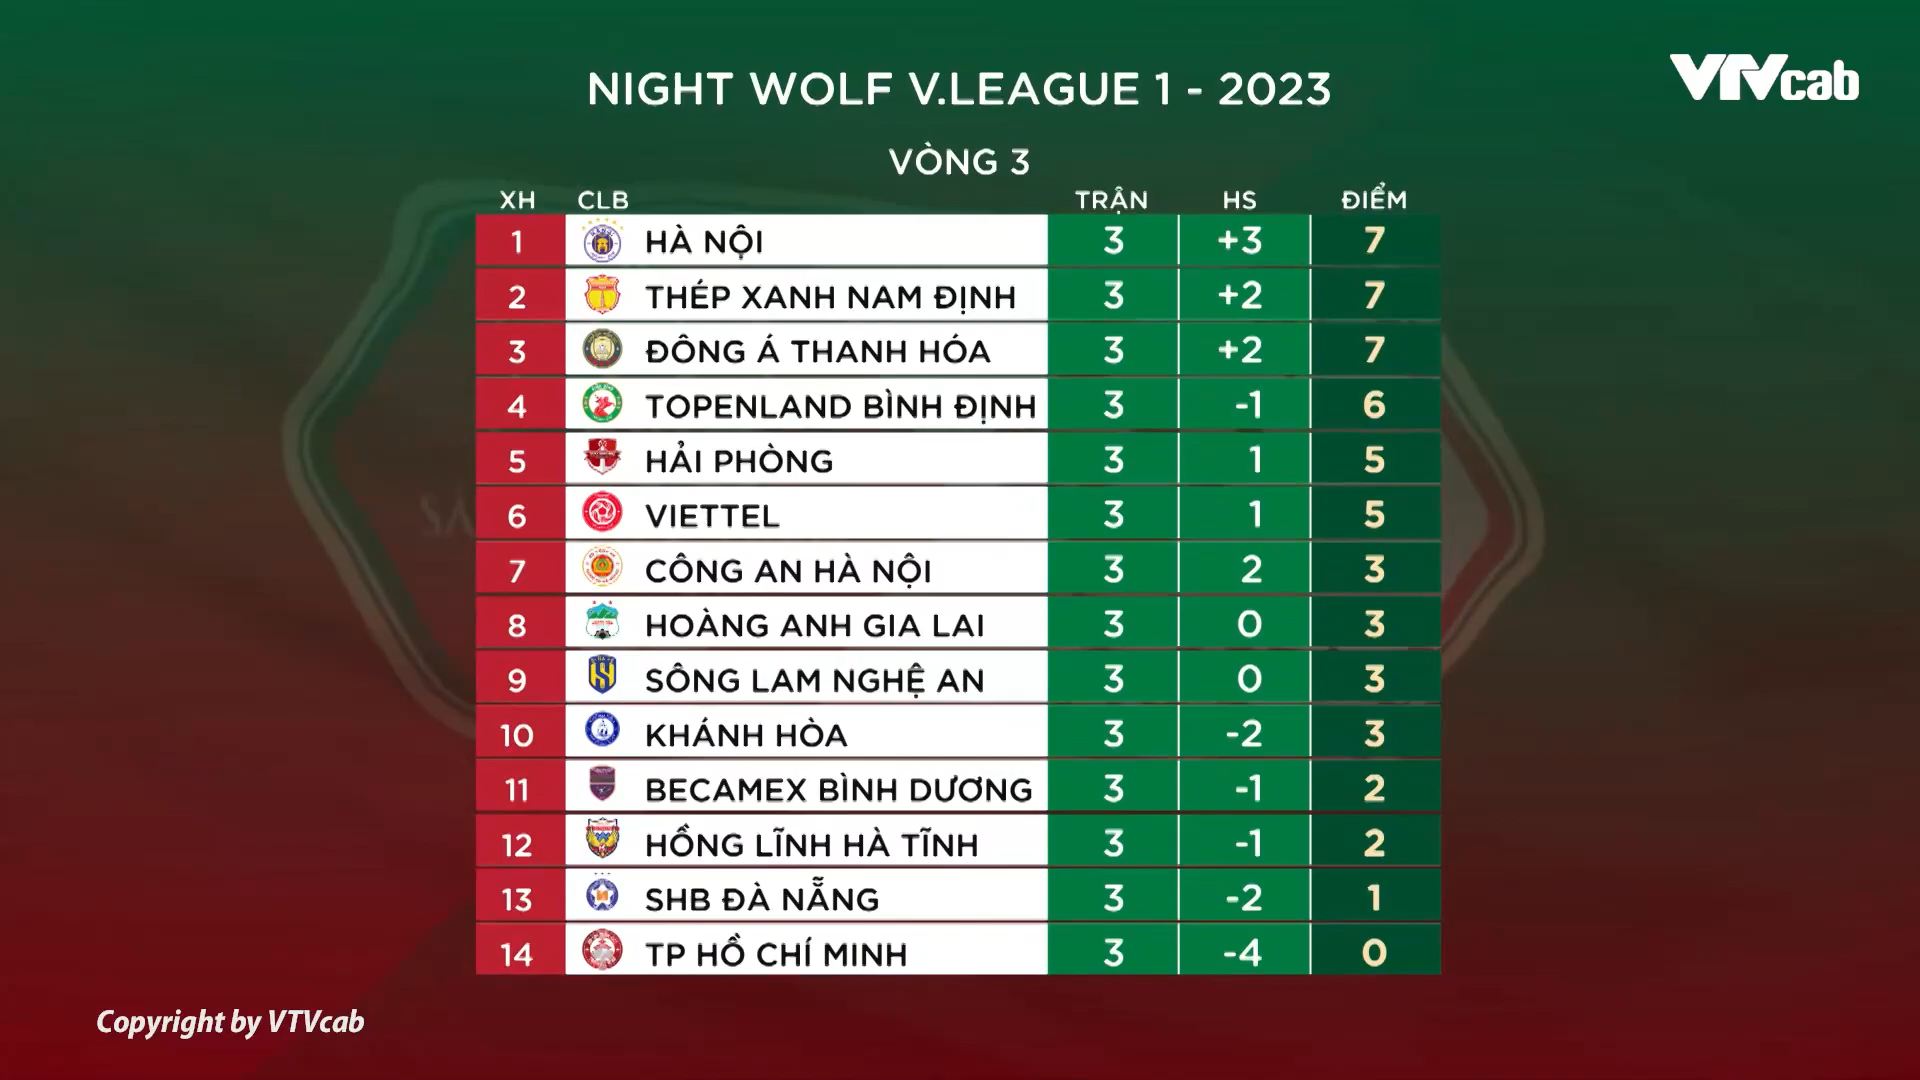 NIGHT WOLF V.LEAGUE 1 - 2023
VTVcab
VÒNG 3
XH CLB TRẬN HS ĐIỂM
1 HÀ NỘI 3 +3 7
2 THÉP XANH NAM ĐỊNH 3 +2 7
3 ĐÔNG Á THANH HÓA 3 +2 7
4 TOPENLAND BÌNH ĐỊNH 3 -1 6
5 HẢI PHÒNG 3 1 5
6 VIETTEL 3 1 5
7 CÔNG AN HÀ NỘI 3 2 3
8 HOÀNG ANH GIA LAI 3 0 3
9 SÔNG LAM NGHỆ AN 3 0 3
10 KHÁNH HÒA 3 -2 3
11 BECAMEX BÌNH DƯƠNG 3 -1 2
12 HỒNG LĨNH HÀ TĨNH 3 -1 2
13 SHB ĐÀ NẴNG 3 -2 1
14 TP HỒ CHÍ MINH 3 -4 0
Copyright by VTVcab